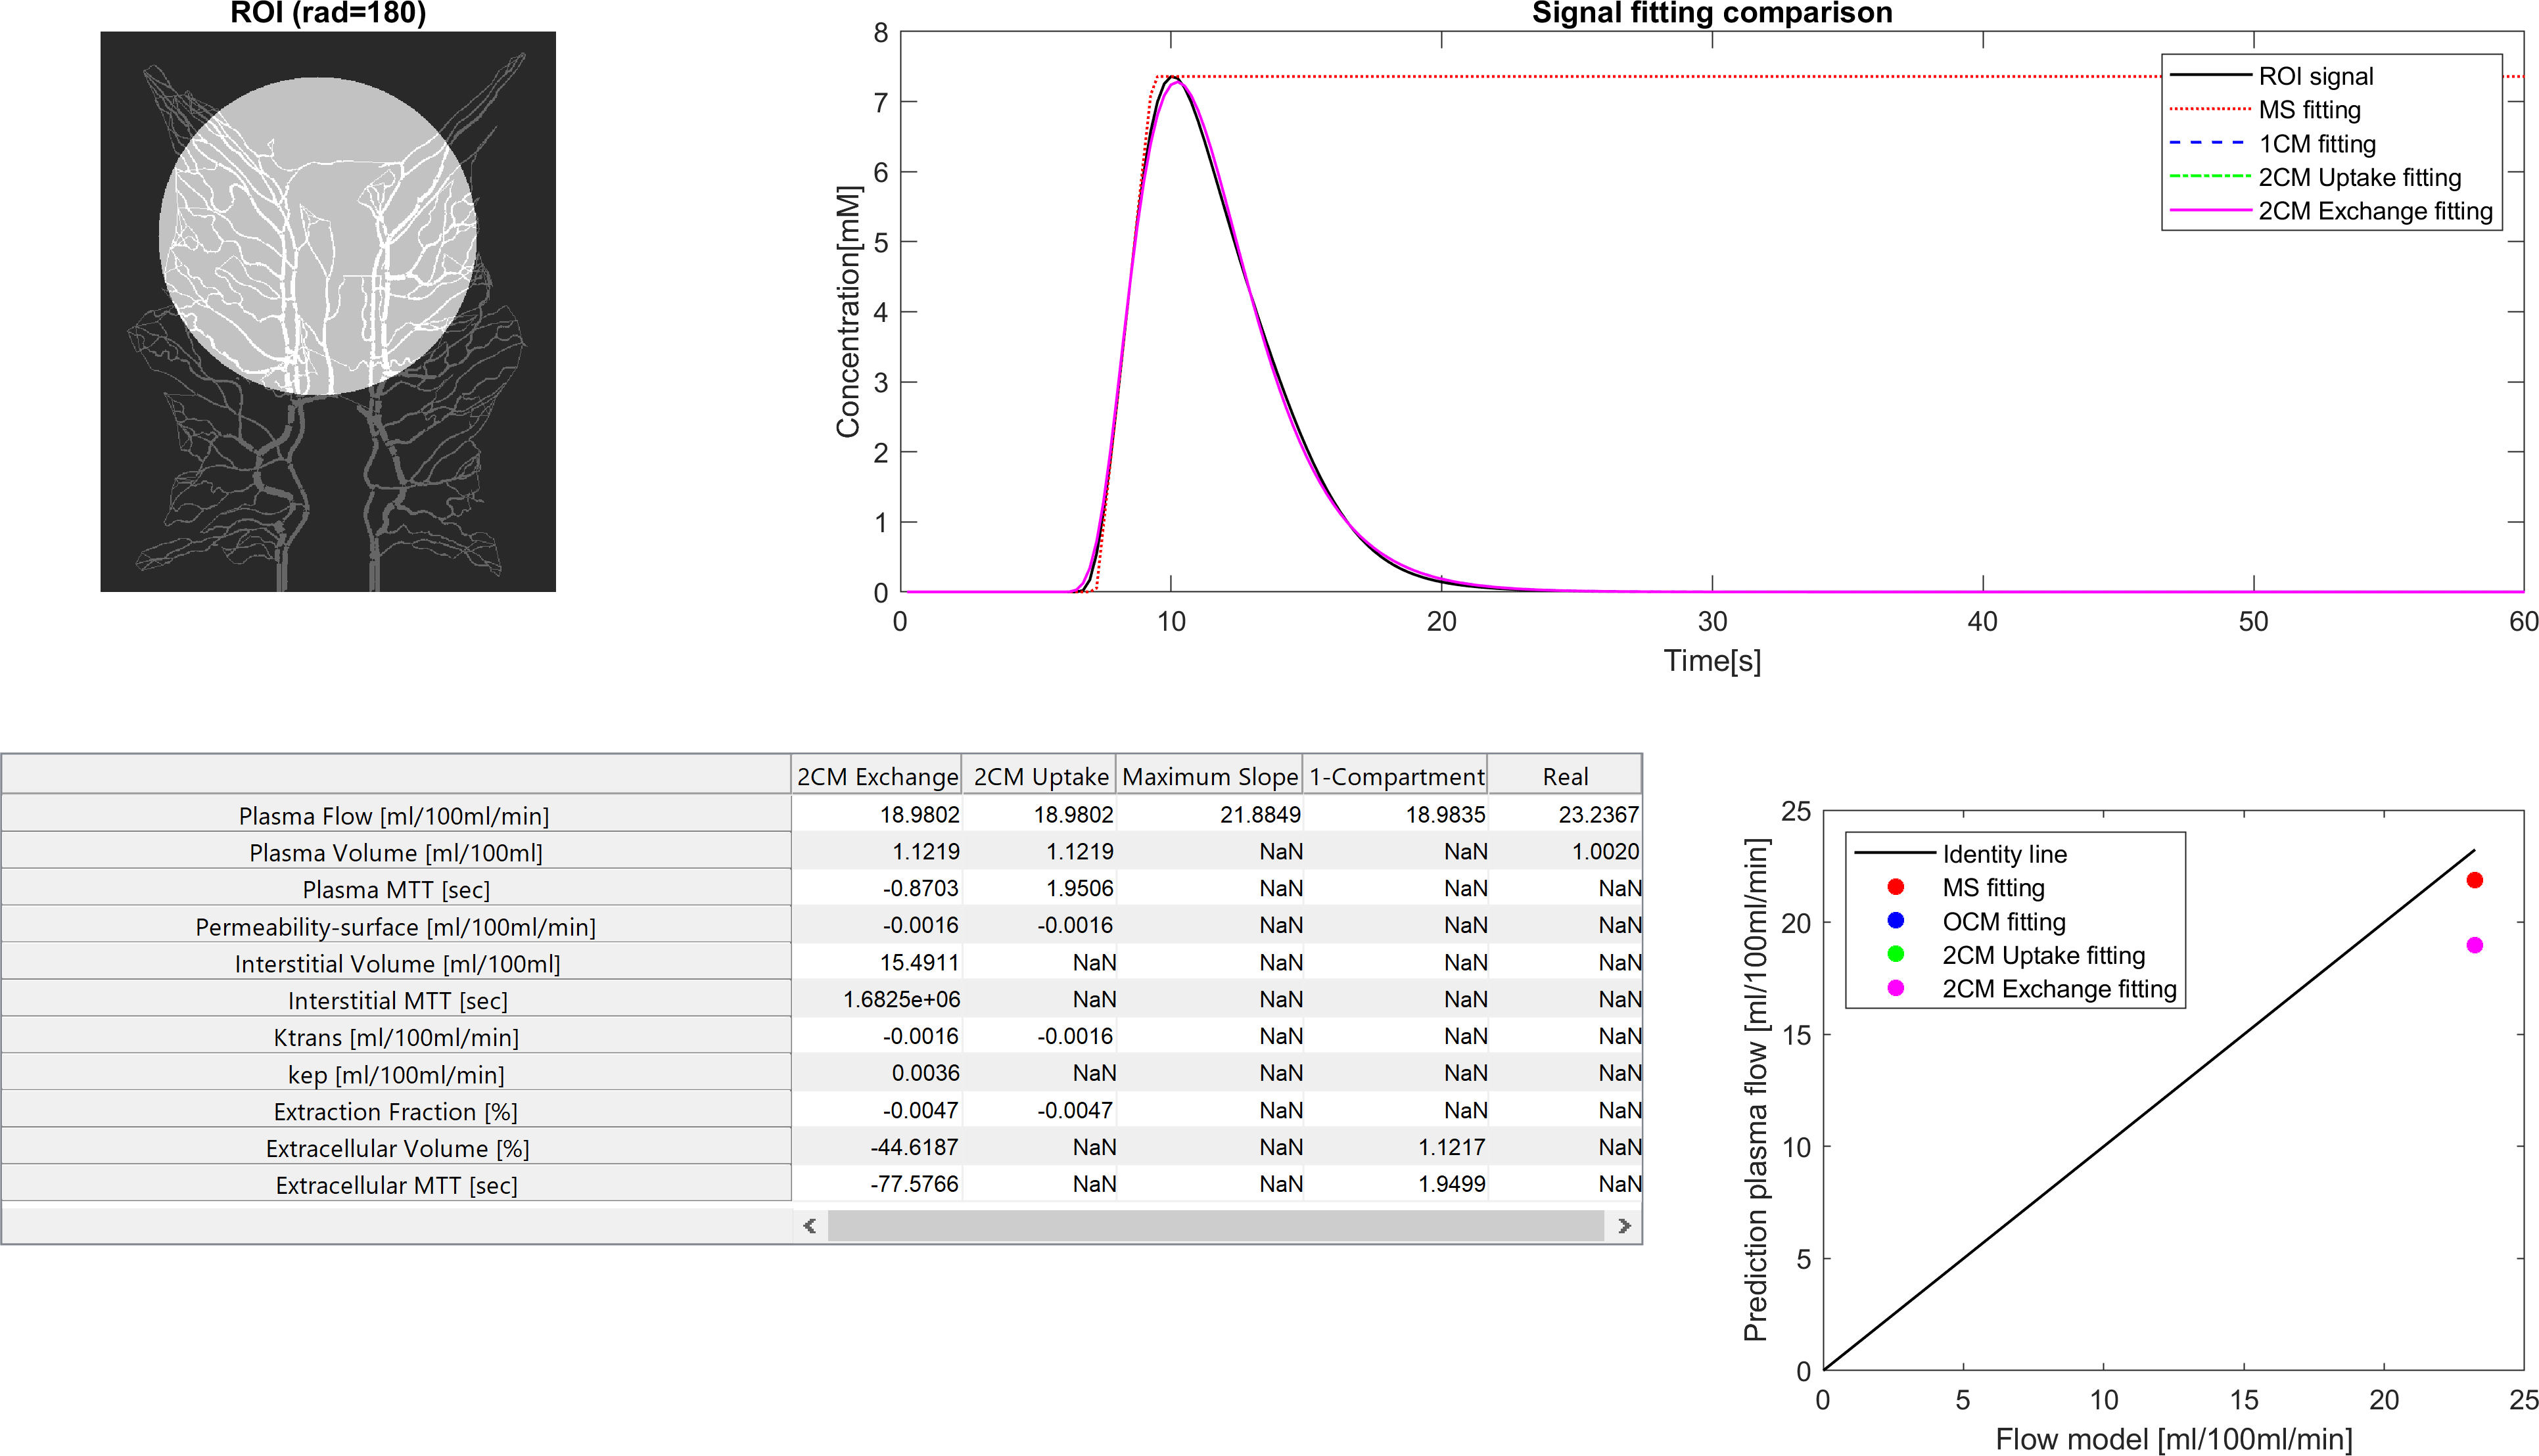 ROI (rad=180)
Signal fitting comparison
8
7
6
5
4
3
2
1
0
Concentration[mM]
0 10 20 30 40 50 60
Time[s]
ROI signal
MS fitting
1CM fitting
2CM Uptake fitting
2CM Exchange fitting
2CM Exchange 2CM Uptake Maximum Slope 1-Compartment Real
Plasma Flow [ml/100ml/min] 18.9802 18.9802 21.8849 18.9835 23.2367
Plasma Volume [ml/100ml] 1.1219 1.1219 NaN NaN 1.0020
Plasma MTT [sec] -0.8703 1.9506 NaN NaN NaN
Permeability-surface [ml/100ml/min] -0.0016 -0.0016 NaN NaN NaN
Interstitial Volume [ml/100ml] 15.4911 NaN NaN NaN NaN
Interstitial MTT [sec] 1.6825e+06 NaN NaN NaN NaN
Ktrans [ml/100ml/min] -0.0016 -0.0016 NaN NaN NaN
kep [ml/100ml/min] 0.0036 NaN NaN NaN NaN
Extraction Fraction [%] -0.0047 -0.0047 NaN NaN NaN
Extracellular Volume [%] -44.6187 NaN NaN 1.1217 NaN
Extracellular MTT [sec] -77.5766 NaN NaN 1.9499 NaN
25
20
15
10
5
0
Prediction plasma flow [ml/100ml/min]
Identity line
MS fitting
OCM fitting
2CM Uptake fitting
2CM Exchange fitting
0 5 10 15 20 25
Flow model [ml/100ml/min]